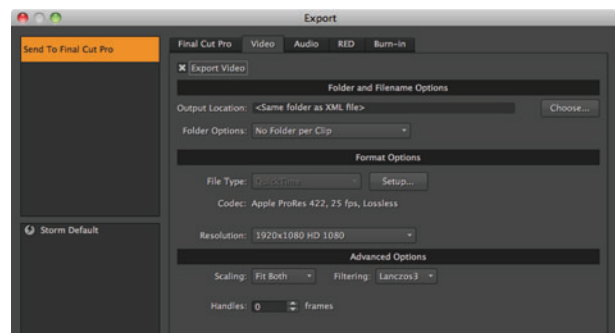 Export
Send To Final Cut Pro
Final Cut Pro Video Audio RED Burn-in
Export Video
Folder and Filename Options
Output Location: <Same folder as XML file> Choose...
Folder Options: No Folder per Clip
Format Options
File Type: QuickTime Setup...
Codec: Apple ProRes 422, 25 fps, Lossless
Storm Default
Resolution: 1920x1080 HD 1080
Advanced Options
Scaling: Fit Both Filtering: Lanczos3
Handles: 0 frames